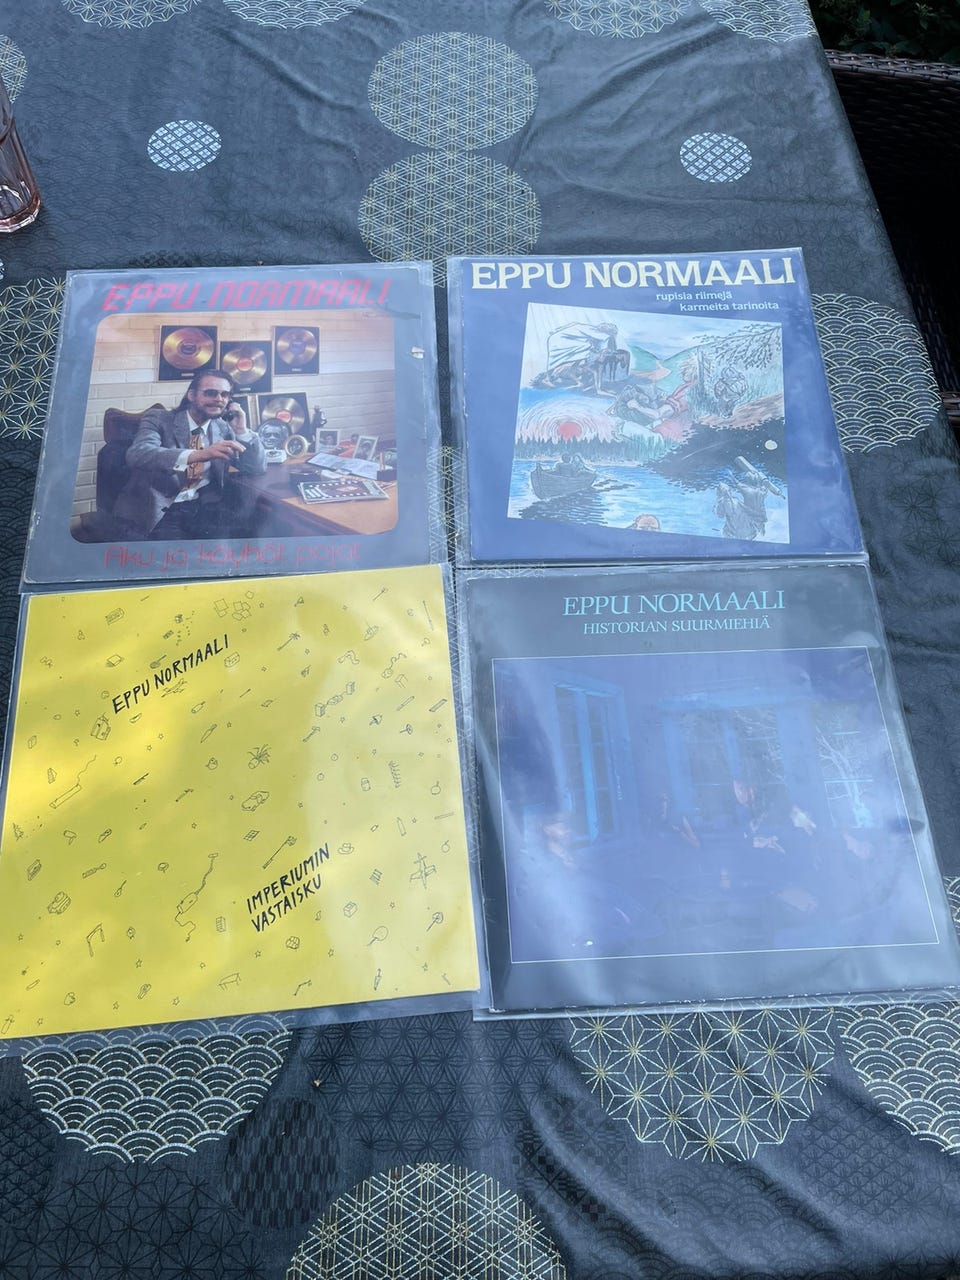 EPPU NORMAALI
Aku ja köyhät pojat
EPPU NORMAALI
rupisia riimejä
karmeita tarinoita
EPPU NORMAALI
IMPERIUMIN
VASTAISKU
EPPU NORMAALI
HISTORIAN SUURMIEHIÄ